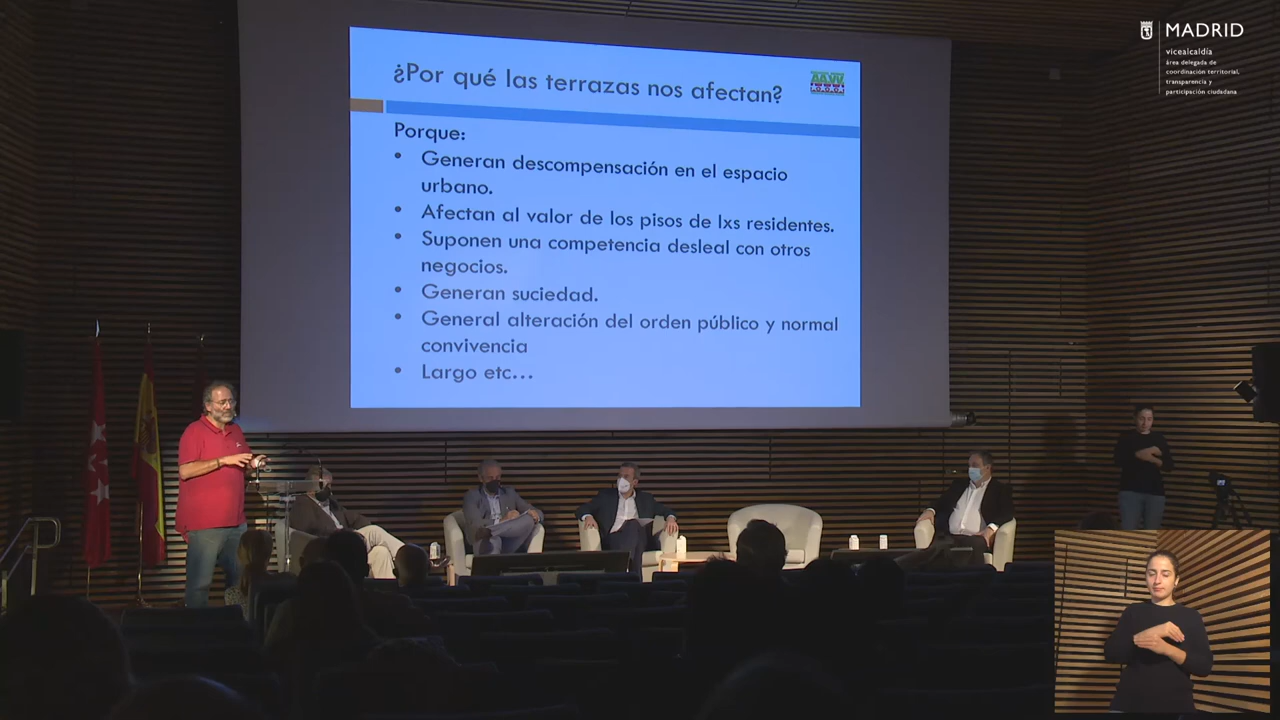 ¿Por qué las terrazas nos afectan?
AAVV
Porque:
• Generan descompensación en el espacio
urbano.
• Afectan al valor de los pisos de lxs residentes.
• Suponen una competencia desleal con otros
negocios.
• Generan suciedad.
• General alteración del orden público y normal
convivencia
• Largo etc...
MADRID
vicealcaldía
área delegada de
coordinación territorial,
transparencia y
participación ciudadana